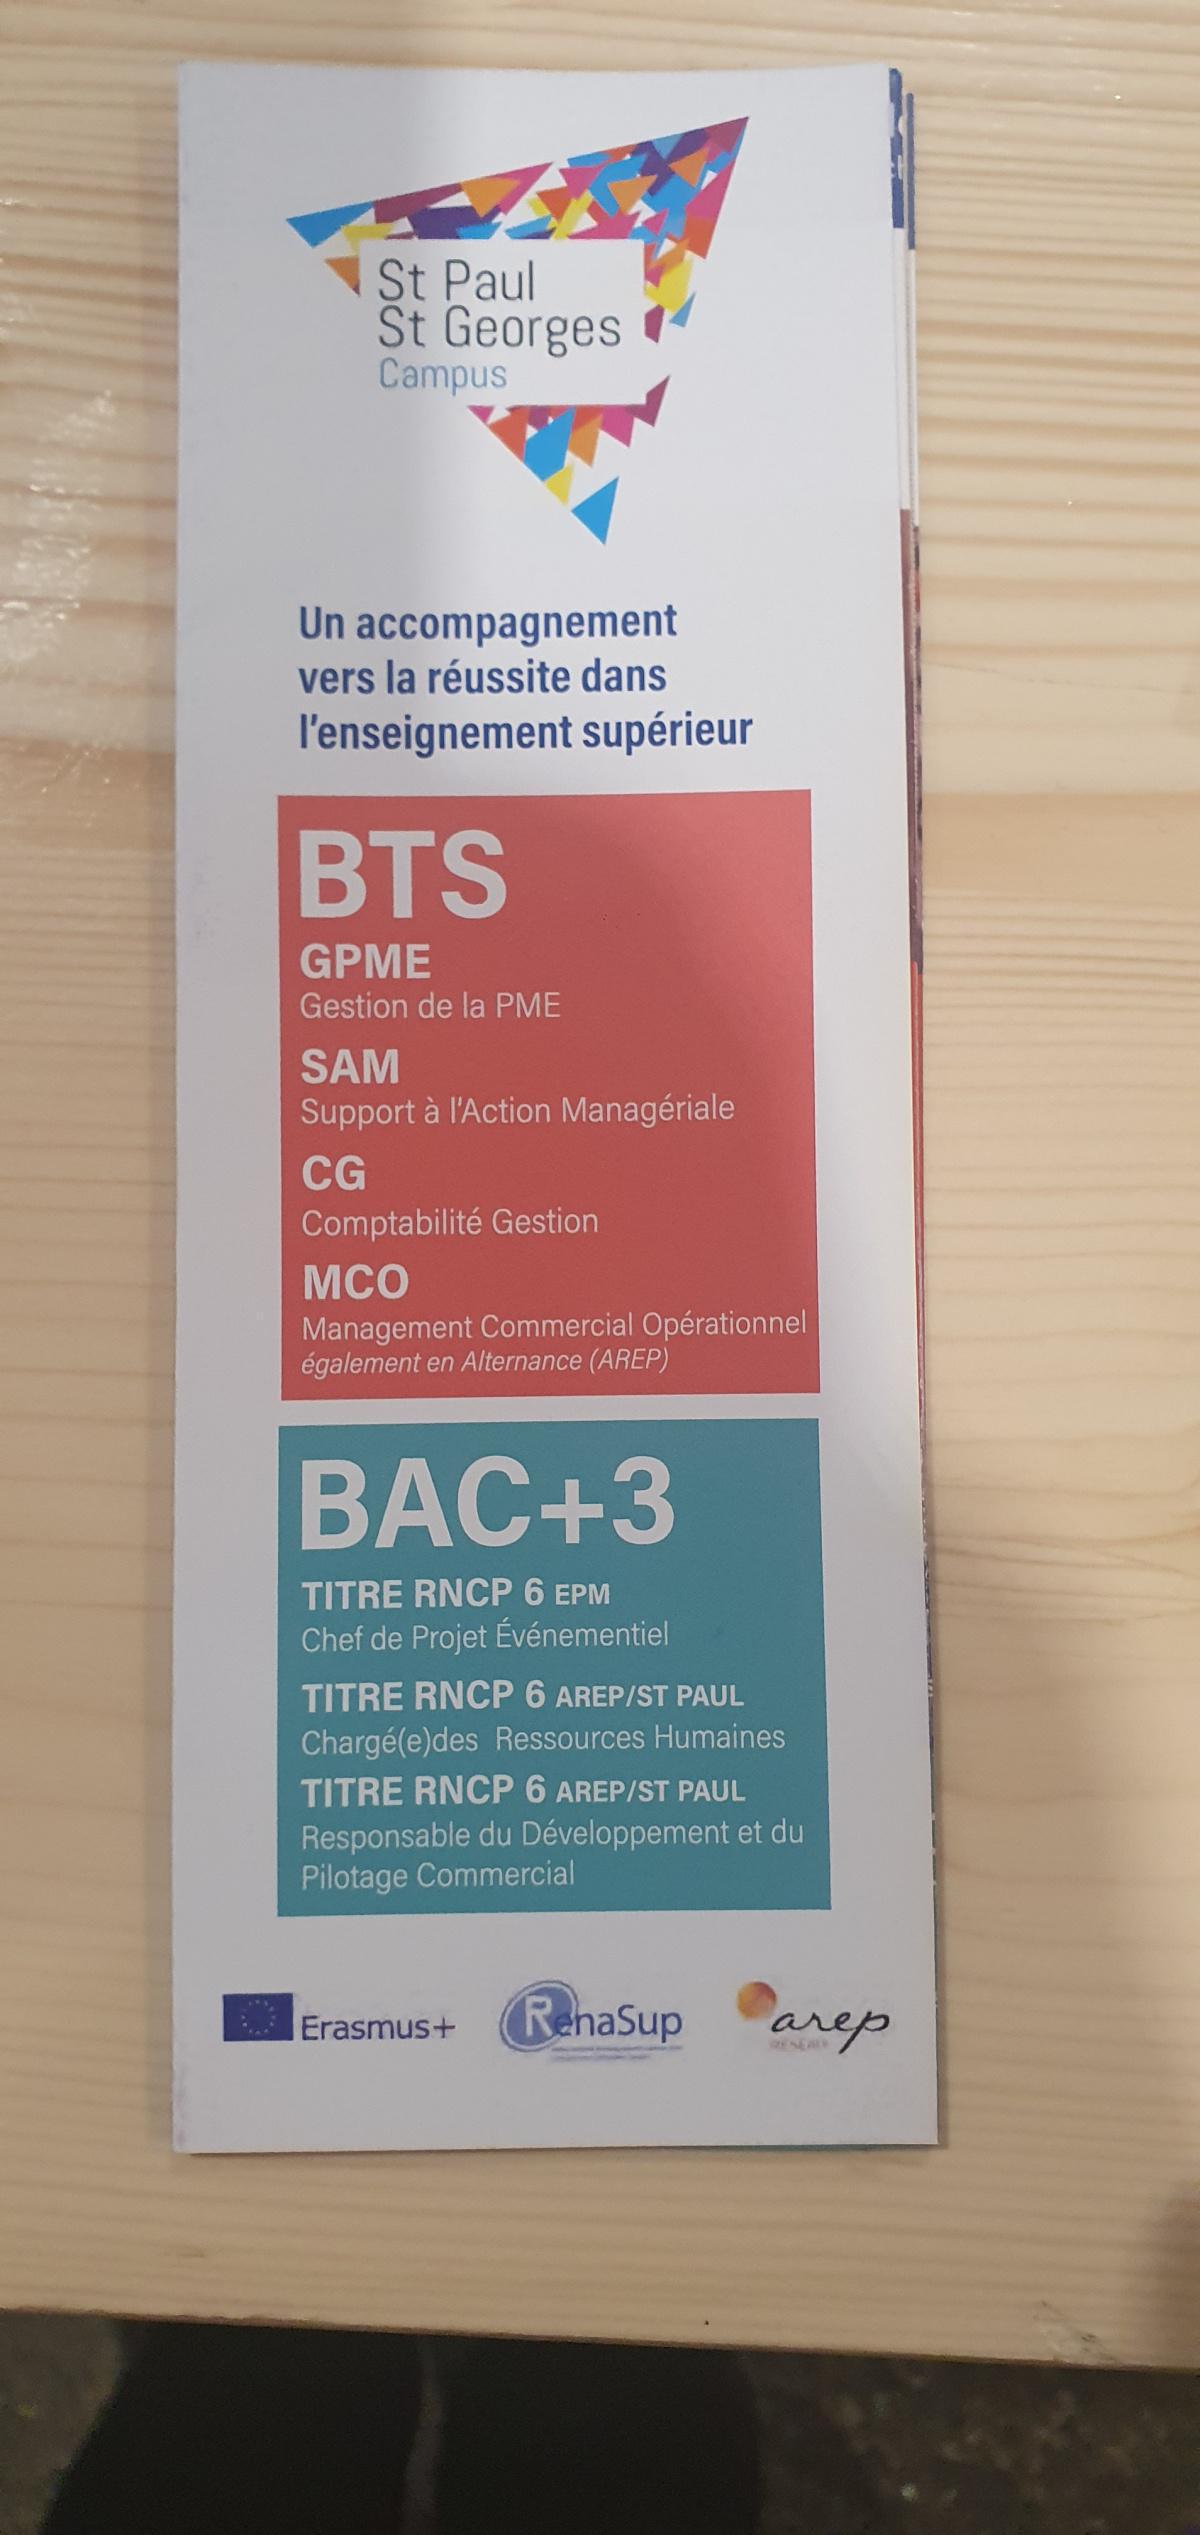 St Paul
St Georges
Campus
Un accompagnement
vers la réussite dans
l'enseignement supérieur
BTS
GPME
Gestion de la PME
SAM
Support à l'Action Managériale
CG
Comptabilité Gestion
MCO
Management Commercial Opérationnel
également en Alternance (AREP)
BAC+3
TITRE RNCP 6 EPM
Chef de Projet Événementiel
TITRE RNCP 6 AREP/ST PAUL
Chargé(e)des Ressources Humaines
TITRE RNCP 6 AREP/ST PAUL
Responsable du Développement et du
Pilotage Commercial
Erasmus+
RenaSup
arep
RÉSEAU